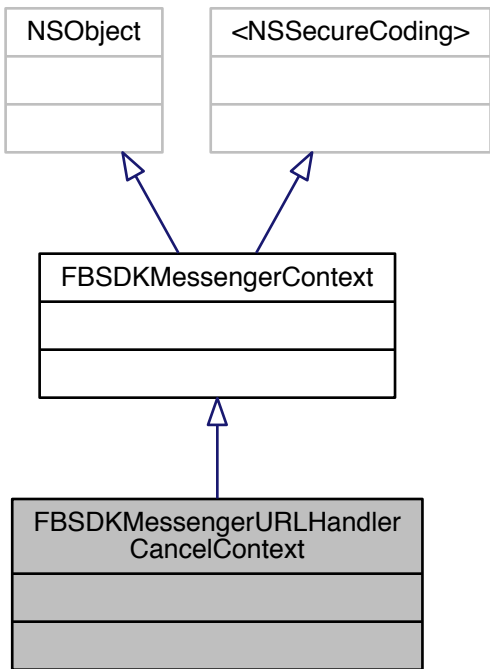 NSObject
<NSSecureCoding>
FBSDKMessengerContext
FBSDKMessengerURLHandler
CancelContext